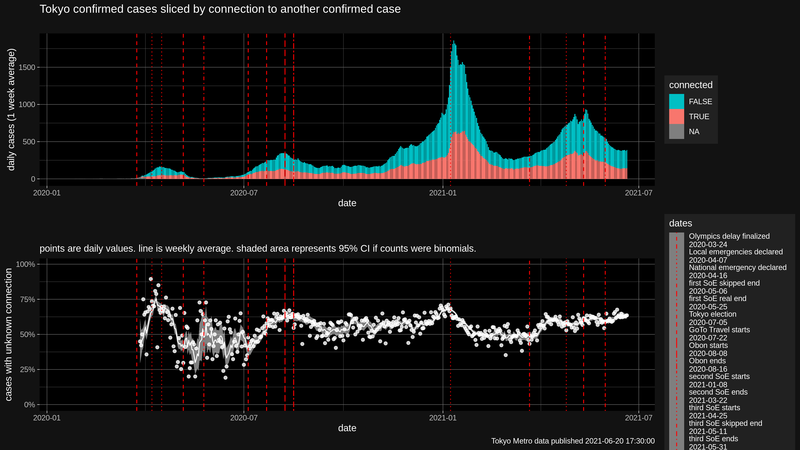 Tokyo confirmed cases sliced by connection to another confirmed case
daily cases (1 week average)
1500
1000
500
0
2020-01
2020-07
2021-01
2021-07
date
connected
FALSE
TRUE
NA
points are daily values. line is weekly average. shaded area represents 95% CI if counts were binomials.
cases with unknown connection
100%
75%
50%
25%
0%
2020-01
2020-07
2021-01
2021-07
date
Tokyo Metro data published 2021-06-20 17:30:00
dates
Olympics delay finalized
2020-03-24
Local emergencies declared
2020-04-07
National emergency declared
2020-04-16
first SoE skipped end
2020-05-06
first SoE real end
2020-05-25
Tokyo election
2020-07-05
GoTo Travel starts
2020-07-22
Obon starts
2020-08-08
Obon ends
2020-08-16
second SoE starts
2021-01-08
second SoE ends
2021-03-22
third SoE starts
2021-04-25
third SoE skipped end
2021-05-11
third SoE ends
2021-05-31